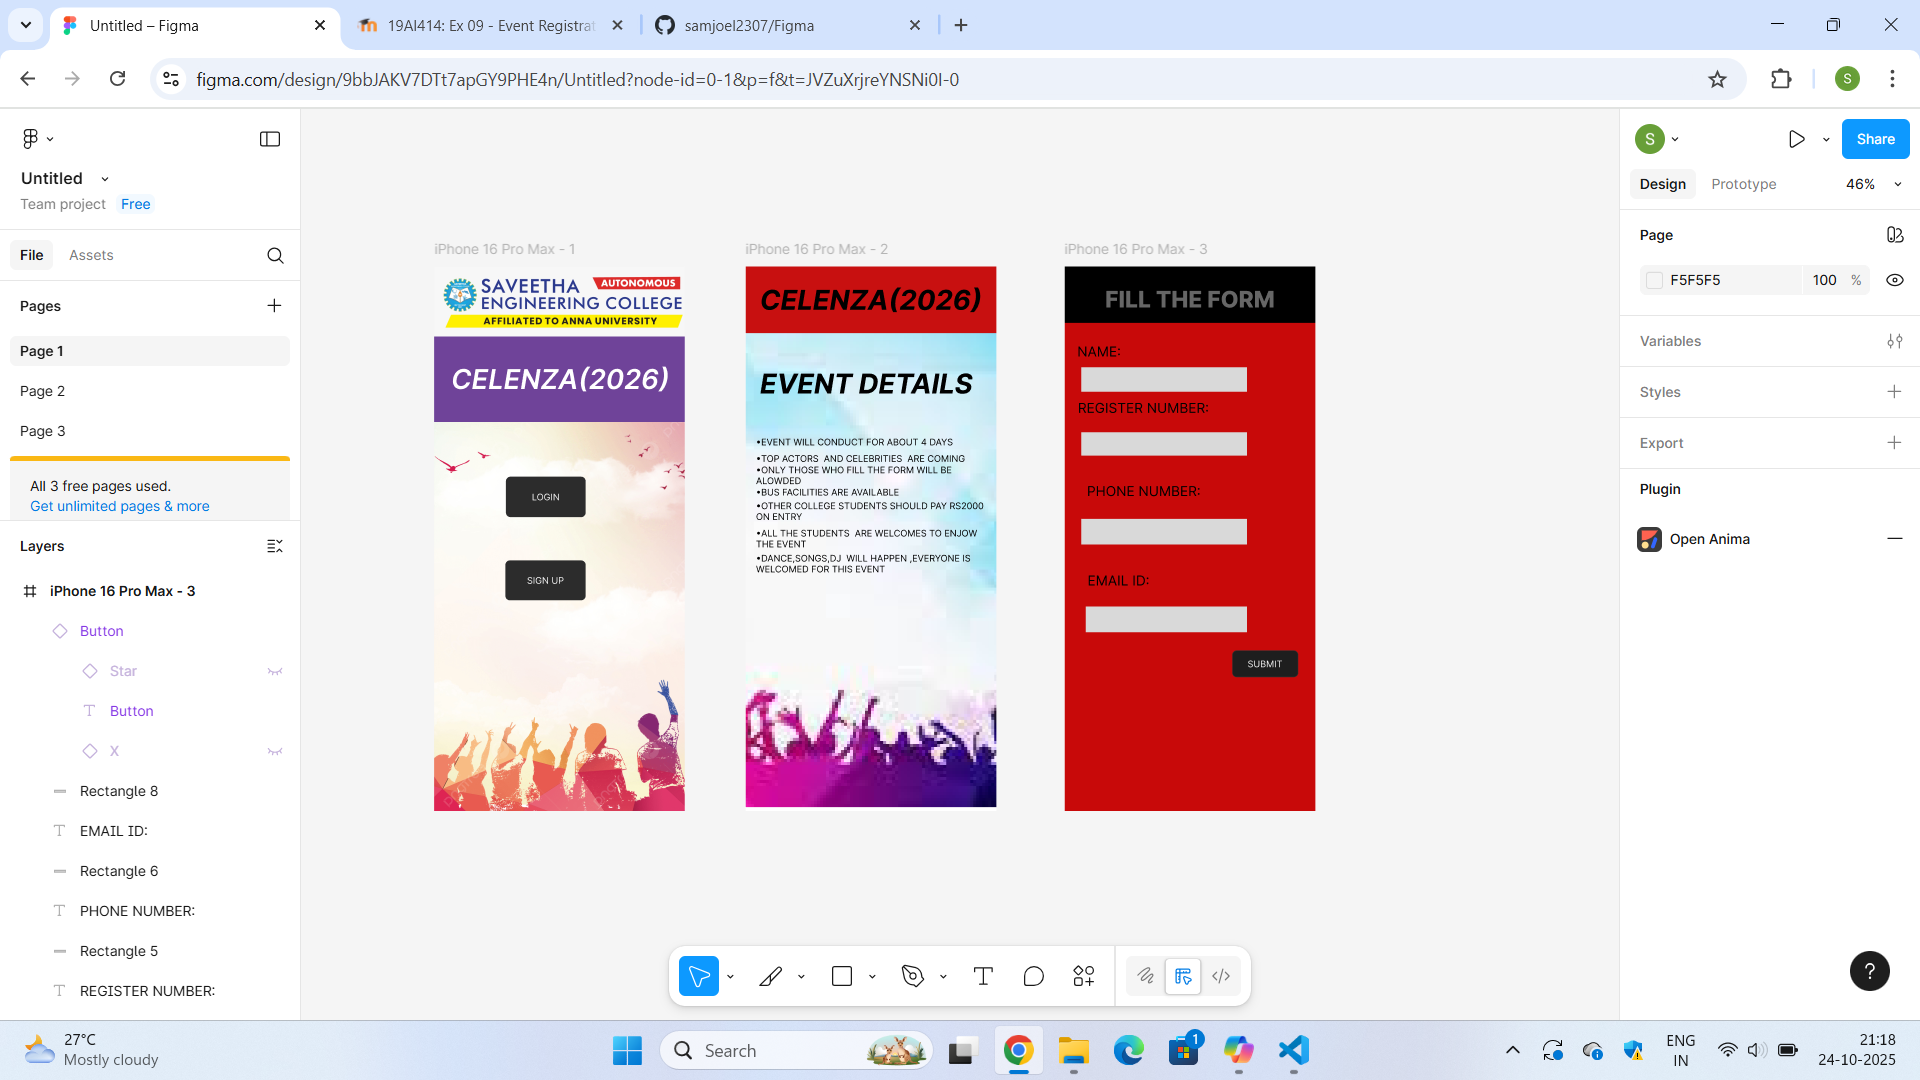 Untitled – Figma
19AI414: Ex 09 - Event Registrat
samjoel2307/Figma
figma.com/design/9bbJAKV7DTt7apGY9PHE4n/Untitled?node-id=0-1&p=f&t=JVZuXrjreYNSNi0I-0
S
Untitled
Team project Free
File Assets
Pages
Page 1
Page 2
Page 3
All 3 free pages used.
Get unlimited pages & more
Layers
iPhone 16 Pro Max - 3
Button
Star
Button
X
Rectangle 8
EMAIL ID:
Rectangle 6
PHONE NUMBER:
Rectangle 5
REGISTER NUMBER:
iPhone 16 Pro Max - 1
SAVEETHA AUTONOMOUS
ENGINEERING COLLEGE
AFFILIATED TO ANNA UNIVERSITY
CELENZA(2026)
LOGIN
SIGN UP
iPhone 16 Pro Max - 2
CELENZA(2026)
EVENT DETAILS
•EVENT WILL CONDUCT FOR ABOUT 4 DAYS
•TOP ACTORS AND CELEBRITIES ARE COMING
•ONLY THOSE WHO FILL THE FORM WILL BE
ALOWDED
•BUS FACILITIES ARE AVAILABLE
•OTHER COLLEGE STUDENTS SHOULD PAY RS2000
ON ENTRY
•ALL THE STUDENTS ARE WELCOMES TO ENJOW
THE EVENT
•DANCE,SONGS,DJ WILL HAPPEN ,EVERYONE IS
WELCOMED FOR THIS EVENT
iPhone 16 Pro Max - 3
FILL THE FORM
NAME:
REGISTER NUMBER:
PHONE NUMBER:
EMAIL ID:
SUBMIT
S
Share
Design Prototype 46%
Page
F5F5F5 100 %
Variables
Styles
Export
Plugin
Open Anima
?
27°C
Mostly cloudy
Search
1
ENG
IN
21:18
24-10-2025